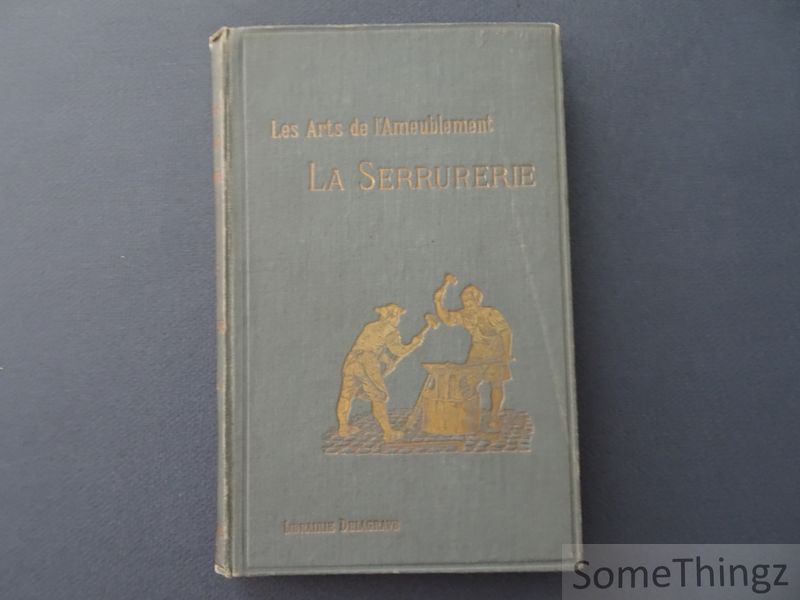 Les Arts de l'Ameublement
LA SERRURERIE
LIBRAIRIE DELAGRAVE
SomeThingz